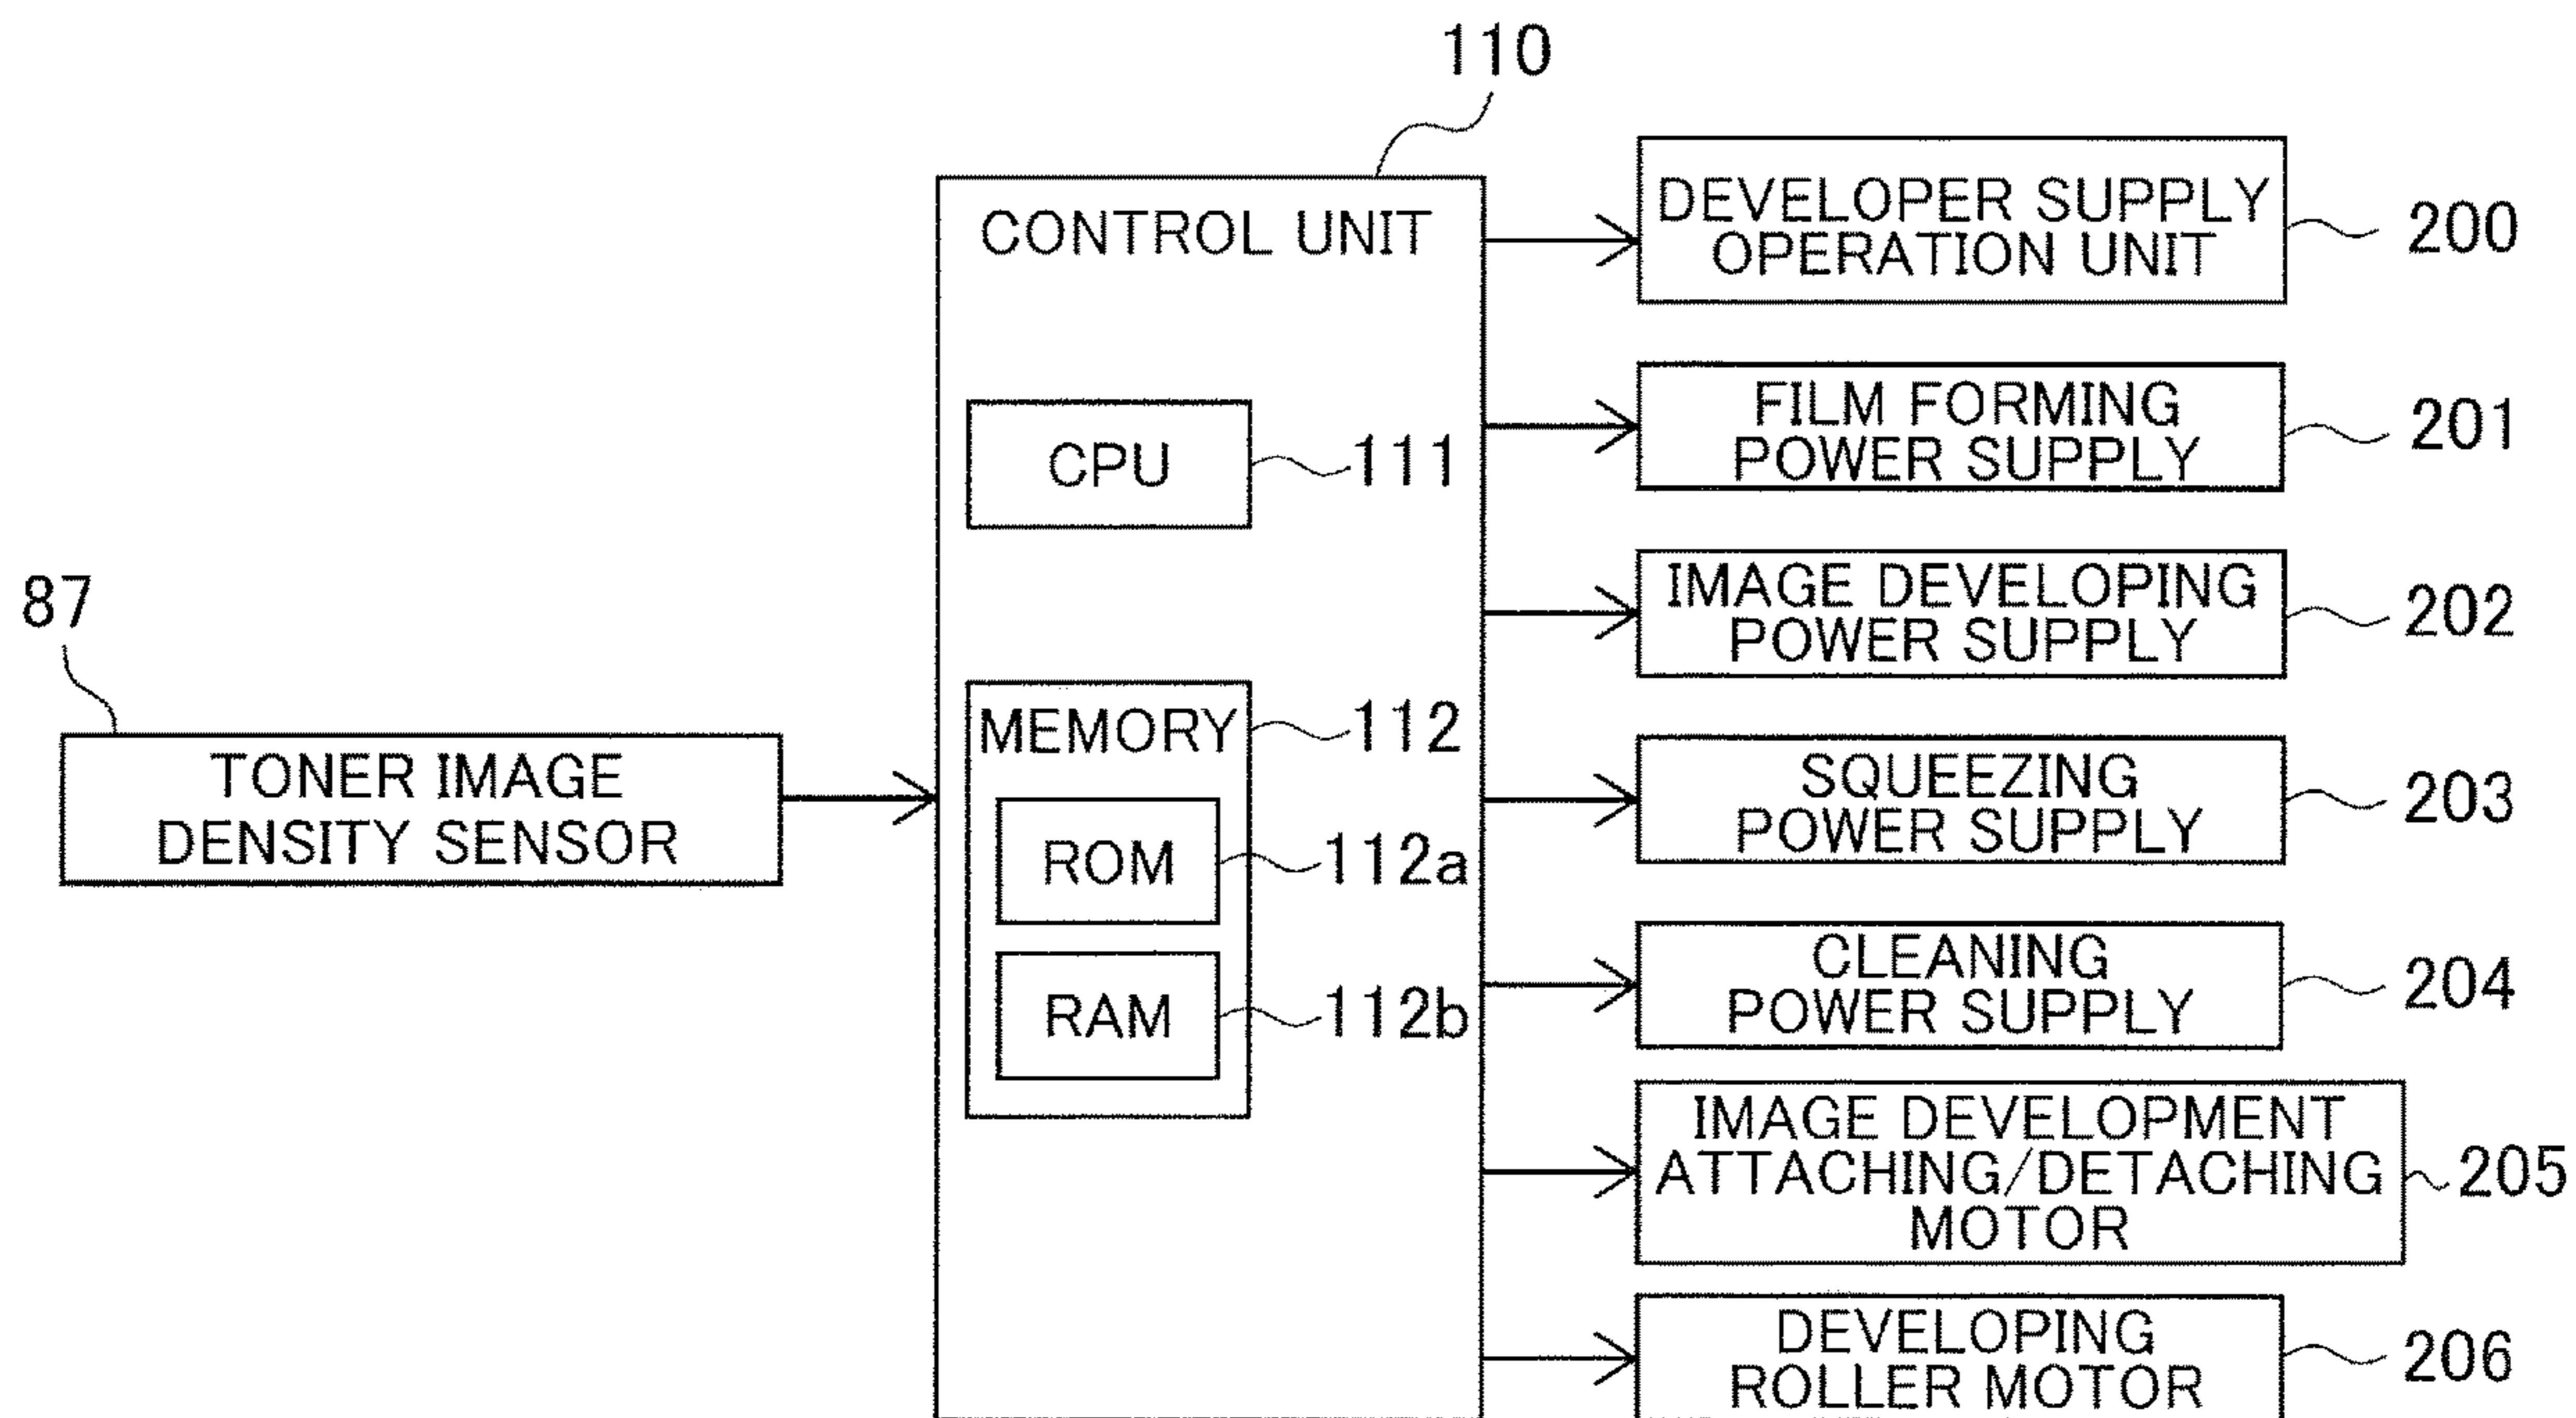 110
CONTROL UNIT
CPU
111
MEMORY
112
ROM
112a
RAM
112b
87
TONER IMAGE
DENSITY SENSOR
DEVELOPER SUPPLY
OPERATION UNIT
200
FILM FORMING
POWER SUPPLY
201
IMAGE DEVELOPING
POWER SUPPLY
202
SQUEEZING
POWER SUPPLY
203
CLEANING
POWER SUPPLY
204
IMAGE DEVELOPMENT
ATTACHING/DETACHING
MOTOR
205
DEVELOPING
ROLLER MOTOR
206